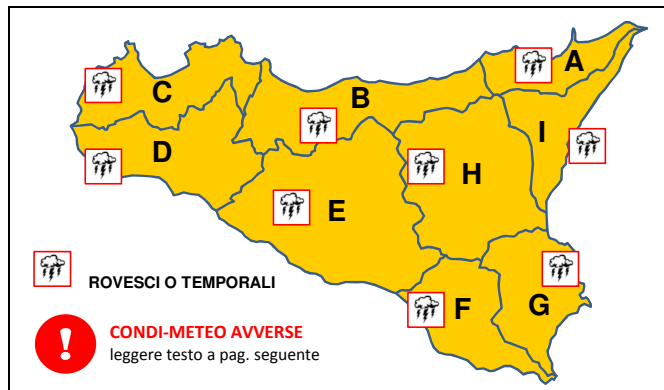 A
C
B
I
D
H
E
ROVESCI O TEMPORALI
F
G
!
CONDI-METEO AVVERSE
leggere testo a pag. seguente